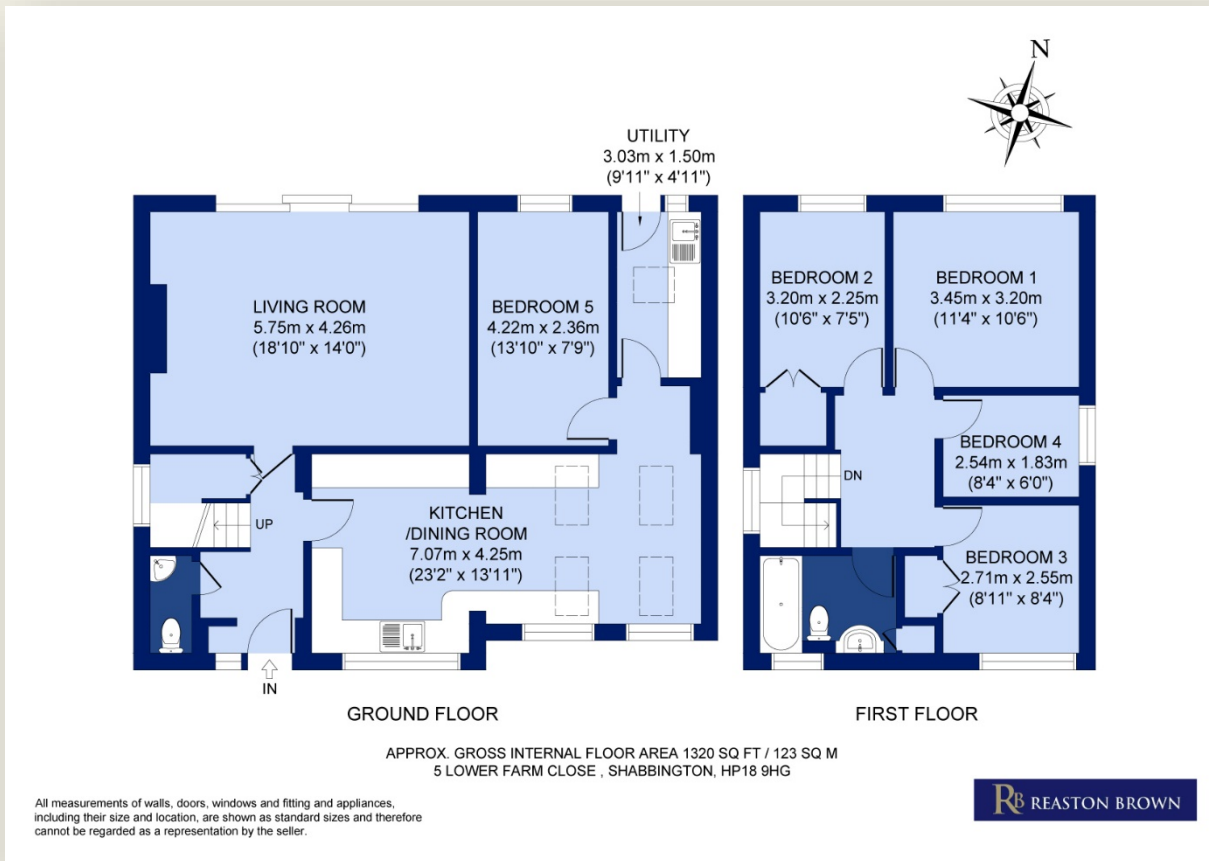 N
UTILITY
3.03m x 1.50m
(9'11" x 4'11")
LIVING ROOM
5.75m x 4.26m
(18'10" x 14'0")
BEDROOM 5
4.22m x 2.36m
(13'10" x 7'9")
UP
KITCHEN
/DINING ROOM
7.07m x 4.25m
(23'2" x 13'11")
IN
GROUND FLOOR
BEDROOM 2
3.20m x 2.25m
(10'6" x 7'5")
BEDROOM 1
3.45m x 3.20m
(11'4" x 10'6")
BEDROOM 4
2.54m x 1.83m
(8'4" x 6'0")
DN
BEDROOM 3
2.71m x 2.55m
(8'11" x 8'4")
FIRST FLOOR
APPROX. GROSS INTERNAL FLOOR AREA 1320 SQ FT / 123 SQ M
5 LOWER FARM CLOSE , SHABBINGTON, HP18 9HG
All measurements of walls, doors, windows and fitting and appliances,
including their size and location, are shown as standard sizes and therefore
cannot be regarded as a representation by the seller.
RB REASTON BROWN